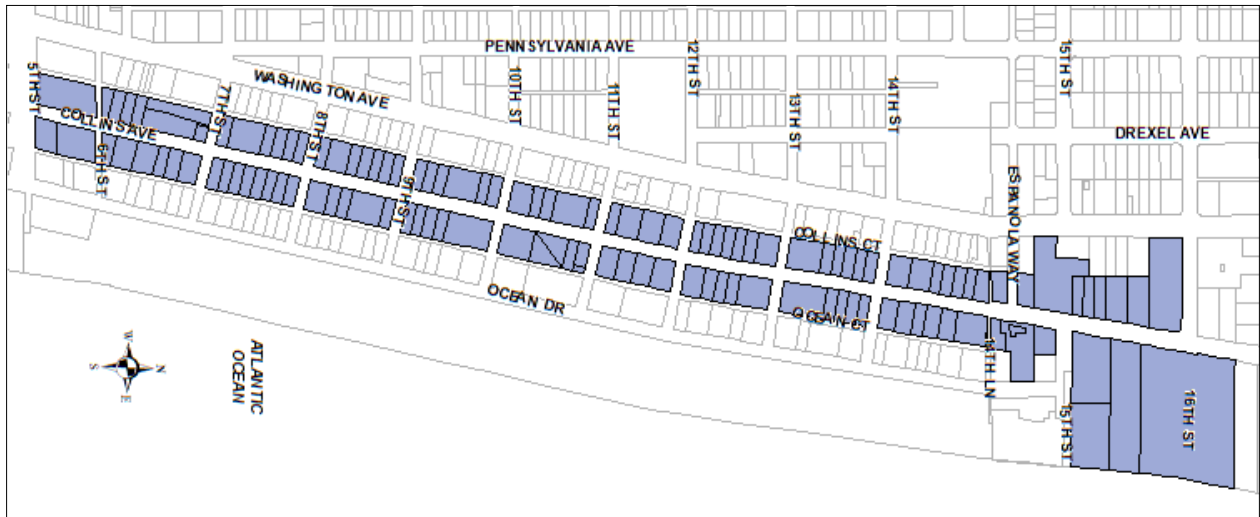 PENNSYLVANIA AVE
12TH ST
15TH ST
WASHINGTON AVE
10TH ST
11TH ST
13TH ST
14TH ST
DREXEL AVE
5TH ST
COLLINS AVE
7TH ST
8TH ST
6TH ST
9TH ST
ESPANOLA WAY
COLLINS CT
OCEAN DR
OCEAN CT
14TH LN
ATLANTIC
OCEAN
W
S
N
E
15TH ST
16TH ST